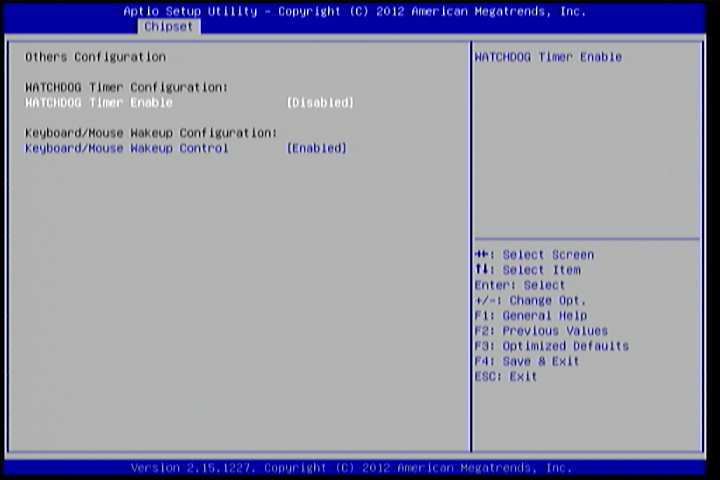 Aptio Setup Utility – Copyright (C) 2012 American Megatrends, Inc.
Chipset
Others Configuration
WATCHDOG Timer Configuration:
WATCHDOG Timer Enable [Disabled]
Keyboard/Mouse Wakeup Configuration:
Keyboard/Mouse Wakeup Control [Enabled]
WATCHDOG Timer Enable
→←: Select Screen
↑↓: Select Item
Enter: Select
+/-: Change Opt.
F1: General Help
F2: Previous Values
F3: Optimized Defaults
F4: Save & Exit
ESC: Exit
Version 2.15.1227. Copyright (C) 2012 American Megatrends, Inc.